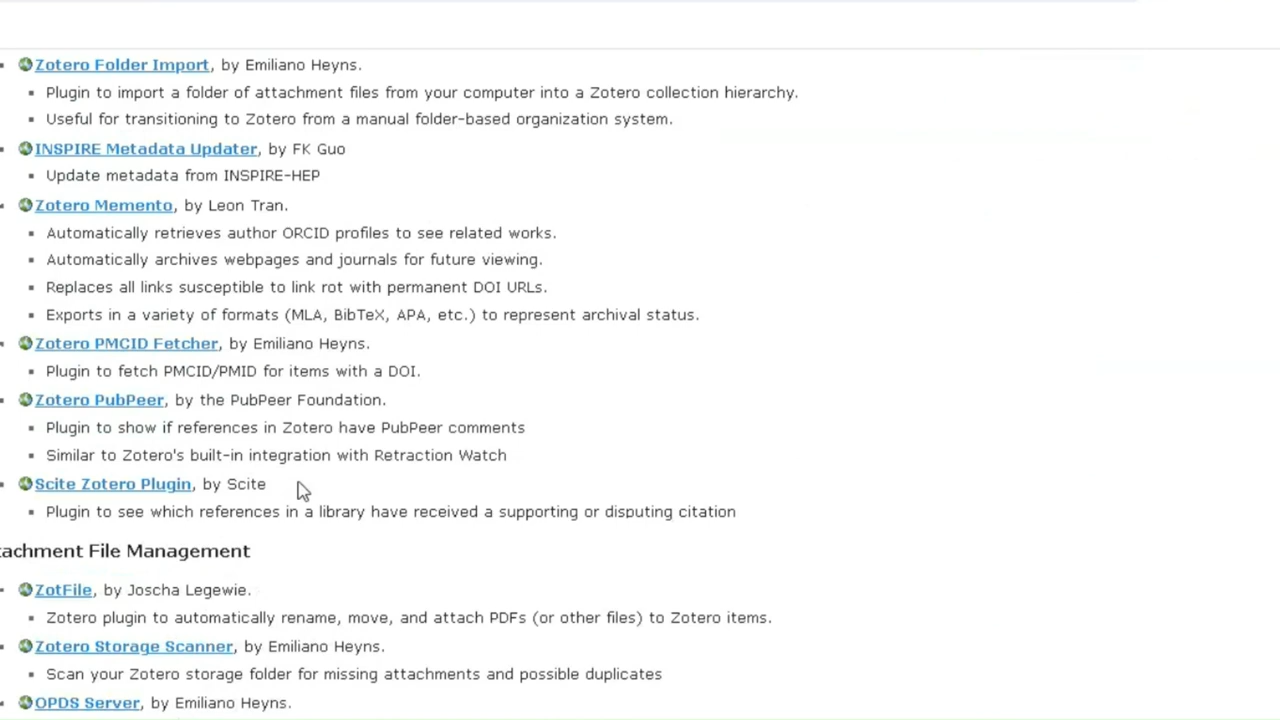 Zotero Folder Import, by Emiliano Heyns.
Plugin to import a folder of attachment files from your computer into a Zotero collection hierarchy.
Useful for transitioning to Zotero from a manual folder-based organization system.
INSPIRE Metadata Updater, by FK Guo
Update metadata from INSPIRE-HEP
Zotero Memento, by Leon Tran.
Automatically retrieves author ORCID profiles to see related works.
Automatically archives webpages and journals for future viewing.
Replaces all links susceptible to link rot with permanent DOI URLs.
Exports in a variety of formats (MLA, BibTeX, APA, etc.) to represent archival status.
Zotero PMCID Fetcher, by Emiliano Heyns.
Plugin to fetch PMCID/PMID for items with a DOI.
Zotero PubPeer, by the PubPeer Foundation.
Plugin to show if references in Zotero have PubPeer comments
Similar to Zotero's built-in integration with Retraction Watch
Scite Zotero Plugin, by Scite
Plugin to see which references in a library have received a supporting or disputing citation
tachment File Management
ZotFile, by Joscha Legewie.
Zotero plugin to automatically rename, move, and attach PDFs (or other files) to Zotero items.
Zotero Storage Scanner, by Emiliano Heyns.
Scan your Zotero storage folder for missing attachments and possible duplicates
OPDS Server, by Emiliano Heyns.